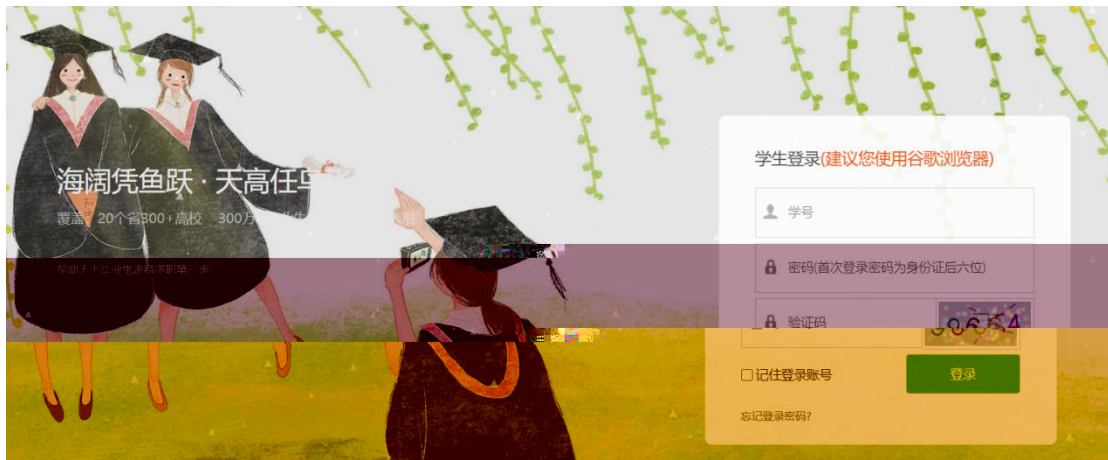 海阔凭鱼跃 · 天高任
覆盖 20个省300+高校 300万
学生登录(建议您使用谷歌浏览器)
学号
密码(首次登录密码为身份证后六位)
验证码
记住登录账号
登录
忘记登录密码?